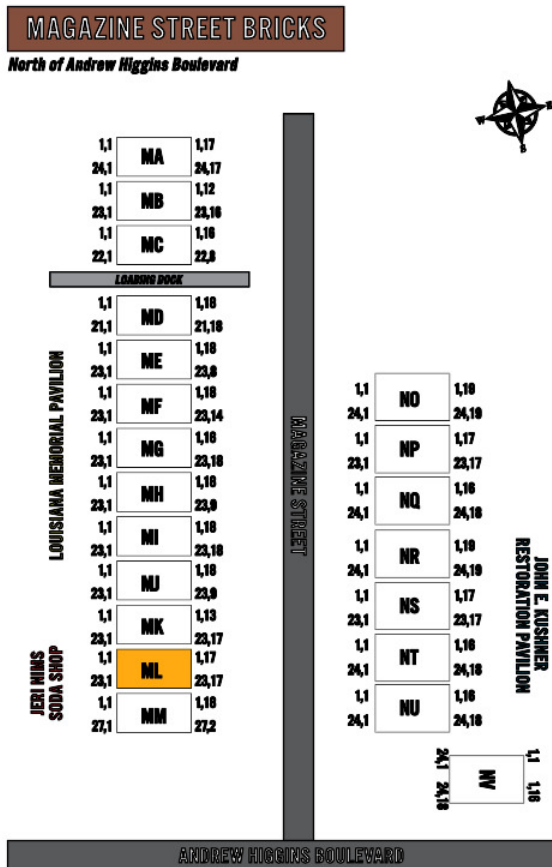 MAGAZINE STREET BRICKS
North of Andrew Higgins Boulevard
N
W
E
S
1,1 MA 1,17
24,1 24,17
1,1 MB 1,12
23,1 23,16
1,1 MC 1,16
22,1 22,8
LOADING DOCK
1,1 MD 1,18
21,1 21,18
1,1 ME 1,18
23,1 23,8
1,1 MF 1,18
23,1 23,14
1,1 MG 1,16
23,1 23,18
1,1 MH 1,18
23,1 23,9
1,1 MI 1,18
23,1 23,18
1,1 MJ 1,18
23,1 23,9
1,1 MK 1,13
23,1 23,17
1,1 ML 1,17
23,1 23,17
1,1 MM 1,18
27,1 27,2
LOUISIANA MEMORIAL PAVILION
JERI NIMS
SODA SHOP
MAGAZINE STREET
1,1 NO 1,19
24,1 24,19
1,1 NP 1,17
23,1 23,17
1,1 NQ 1,16
24,1 24,18
1,1 NR 1,19
24,1 24,19
1,1 NS 1,17
23,1 23,17
1,1 NT 1,16
24,1 24,18
1,1 NU 1,16
24,1 24,18
JOHN E. KUSHNER
RESTORATION PAVILION
24,1 NV 1,1
24,18 1,16
ANDREW HIGGINS BOULEVARD